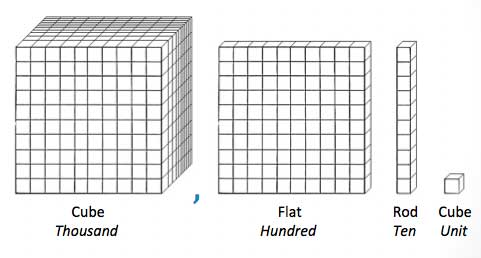 ,
Cube Flat Rod Cube
Thousand Hundred Ten Unit